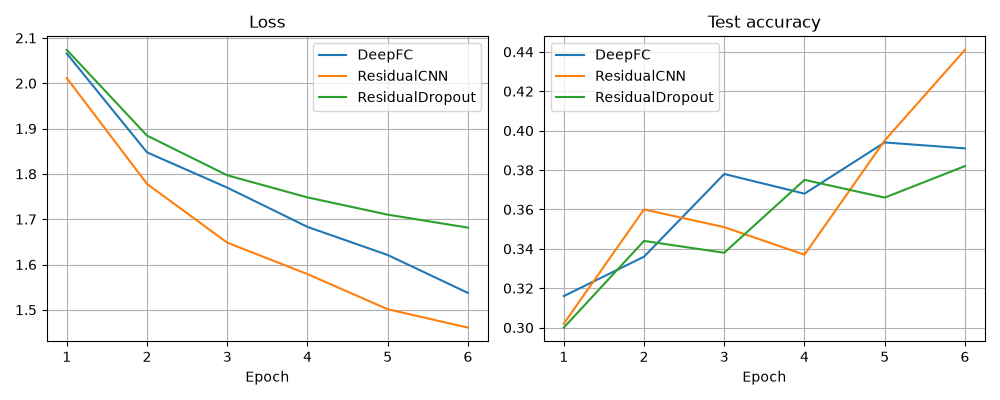 Loss
2.1
2.0
1.9
1.8
1.7
1.6
1.5
1 2 3 4 5 6
Epoch
DeepFC
ResidualCNN
ResidualDropout
Test accuracy
0.44
0.42
0.40
0.38
0.36
0.34
0.32
0.30
1 2 3 4 5 6
Epoch
DeepFC
ResidualCNN
ResidualDropout